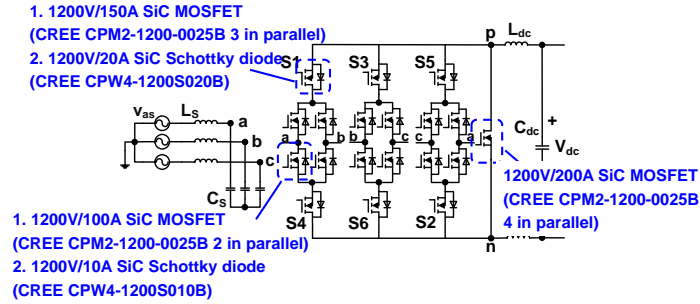 1. 1200V/150A SiC MOSFET
(CREE CPM2-1200-0025B 3 in parallel)
2. 1200V/20A SiC Schottky diode
(CREE CPW4-1200S020B)
S1
S3
S5
p
Ldc
vas
LS
a
b
c
a
b
b
c
c
a
Cdc
+
Vdc
CS
1200V/200A SiC MOSFET
(CREE CPM2-1200-0025B
4 in parallel)
1. 1200V/100A SiC MOSFET
(CREE CPM2-1200-0025B 2 in parallel)
2. 1200V/10A SiC Schottky diode
(CREE CPW4-1200S010B)
S4
S6
S2
n